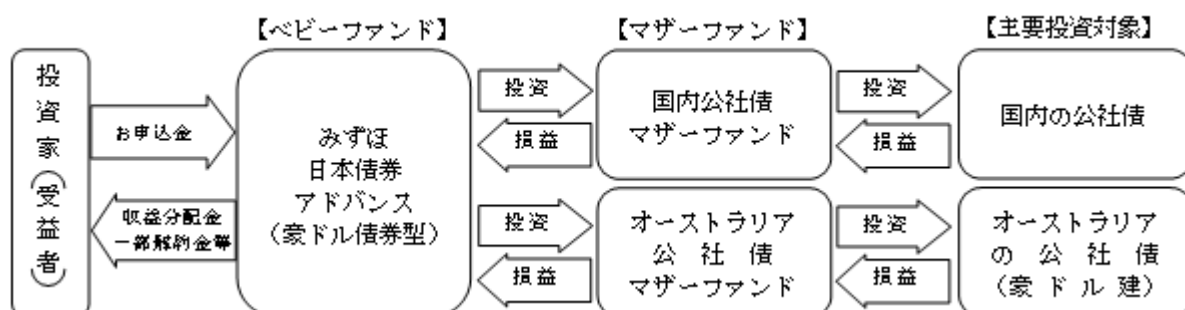 【ベビーファンド】
【マザーファンド】
【主要投資対象】
投資家(受益者)
お申込金
収益分配金
一部解約金等
みずほ
日本債券
アドバンス
(豪ドル債券型)
投資
損益
国内公社債
マザーファンド
投資
損益
国内の公社債
投資
損益
オーストラリア
公社債
マザーファンド
投資
損益
オーストラリア
の公社債
(豪ドル建)